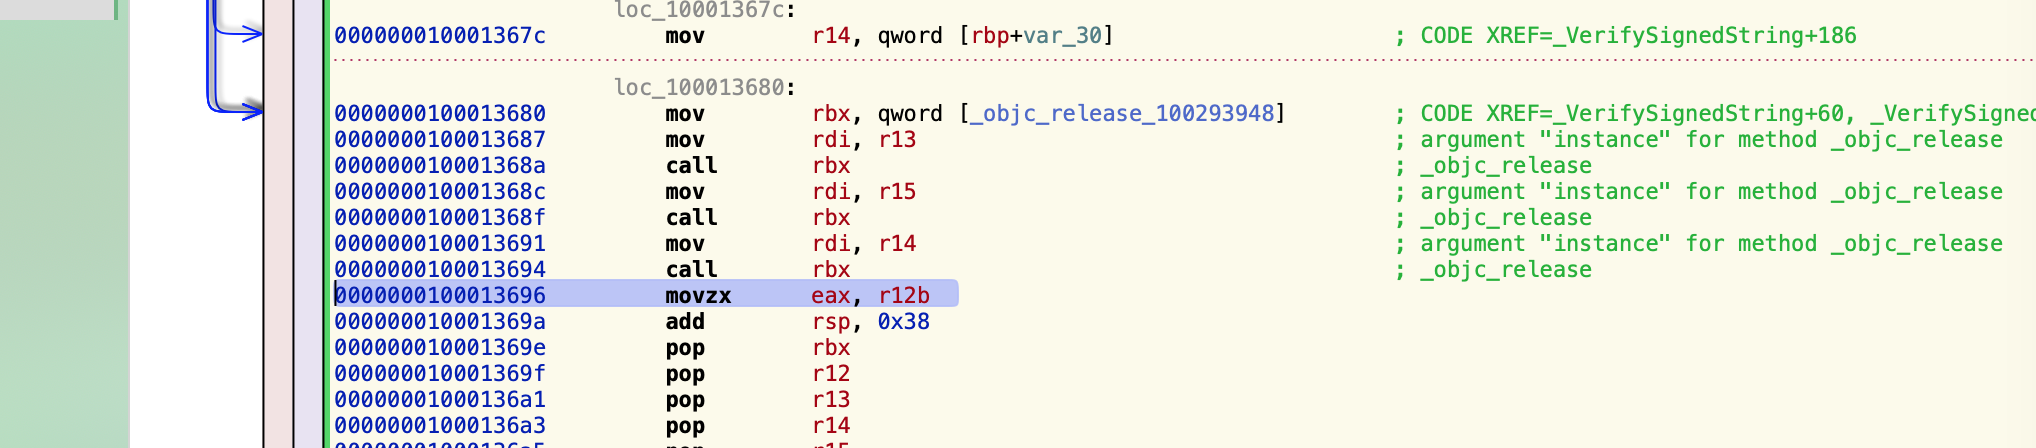 loc_10001367c:
000000010001367c mov r14, qword [rbp+var_30] ; CODE XREF=_VerifySignedString+186
loc_100013680:
0000000100013680 mov rbx, qword [_objc_release_100293948] ; CODE XREF=_VerifySignedString+60, _VerifySigned
0000000100013687 mov rdi, r13 ; argument "instance" for method _objc_release
000000010001368a call rbx ; _objc_release
000000010001368c mov rdi, r15 ; argument "instance" for method _objc_release
000000010001368f call rbx ; _objc_release
0000000100013691 mov rdi, r14 ; argument "instance" for method _objc_release
0000000100013694 call rbx ; _objc_release
0000000100013696 movzx eax, r12b
000000010001369a add rsp, 0x38
000000010001369e pop rbx
000000010001369f pop r12
00000001000136a1 pop r13
00000001000136a3 pop r14
00000001000136a5 pop r15